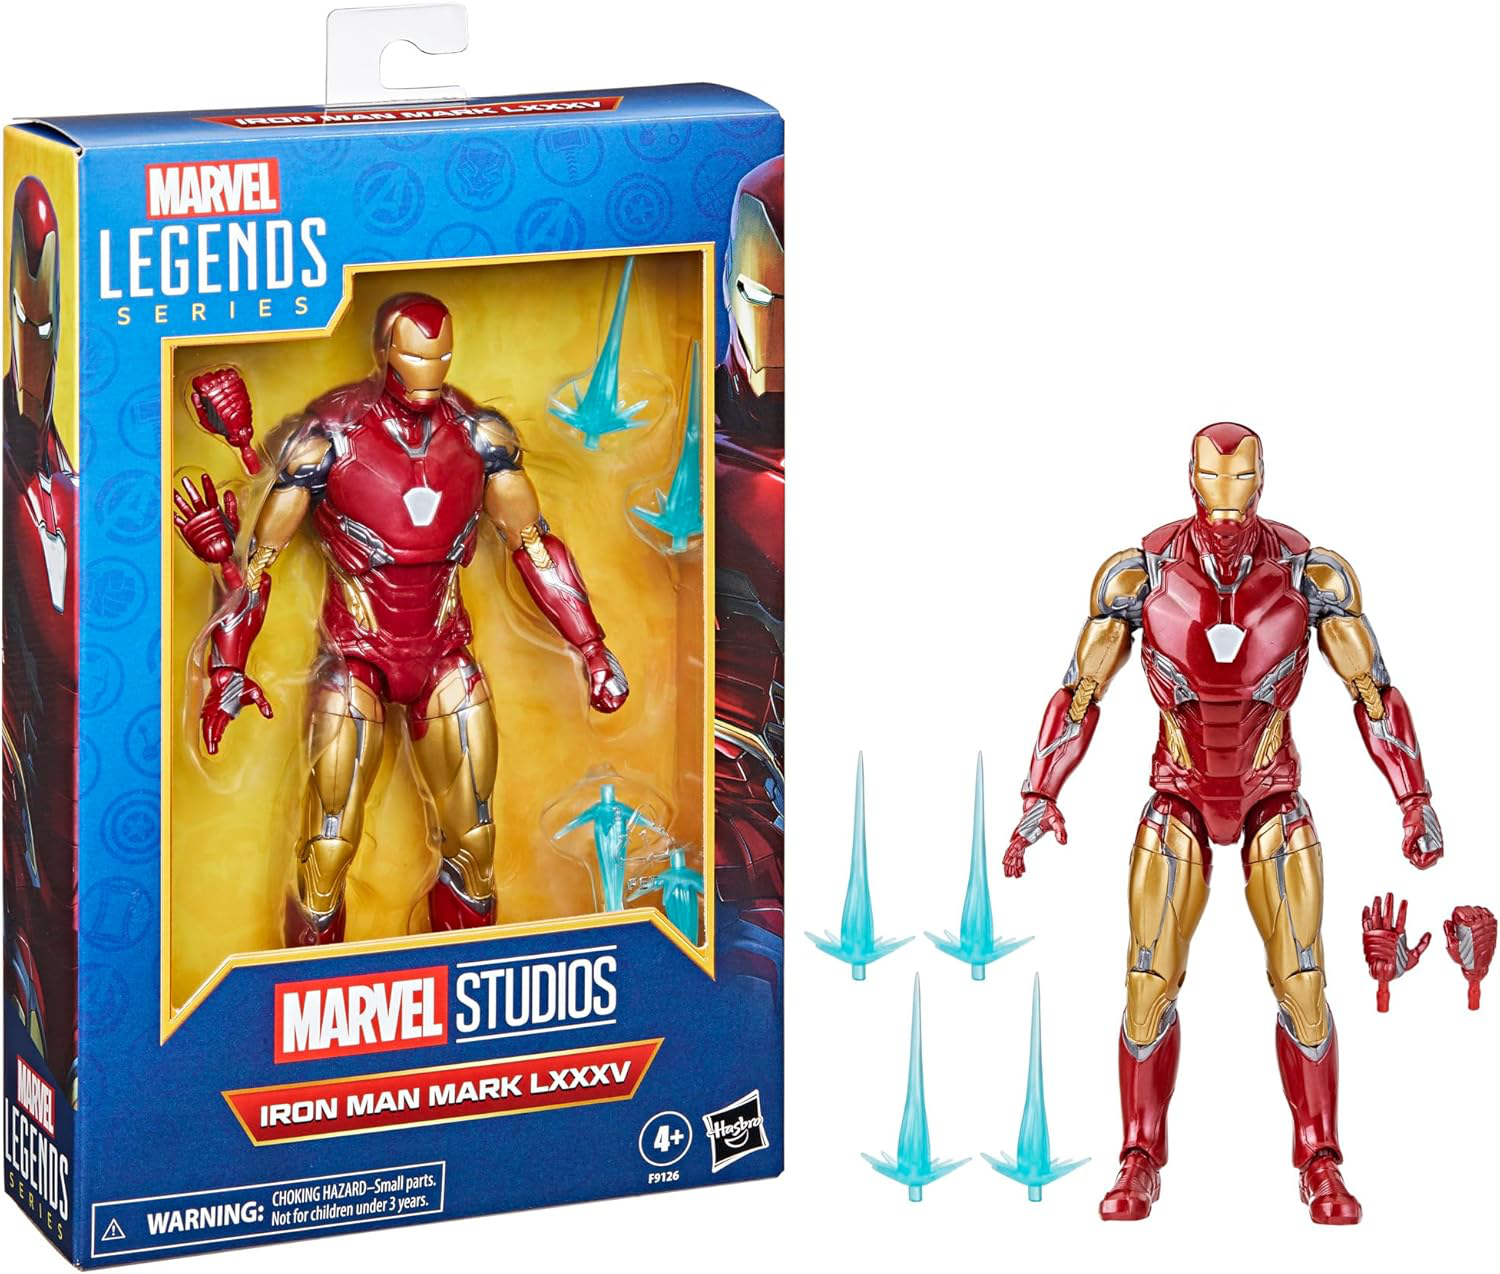 IRON MAN MARK LXXXV
MARVEL
LEGENDS
SERIES
MARVEL STUDIOS
IRON MAN MARK LXXXV
4+
F9126
Hasbro
WARNING: CHOKING HAZARD–Small parts.
Not for children under 3 years.
MARVEL
LEGENDS
SERIES